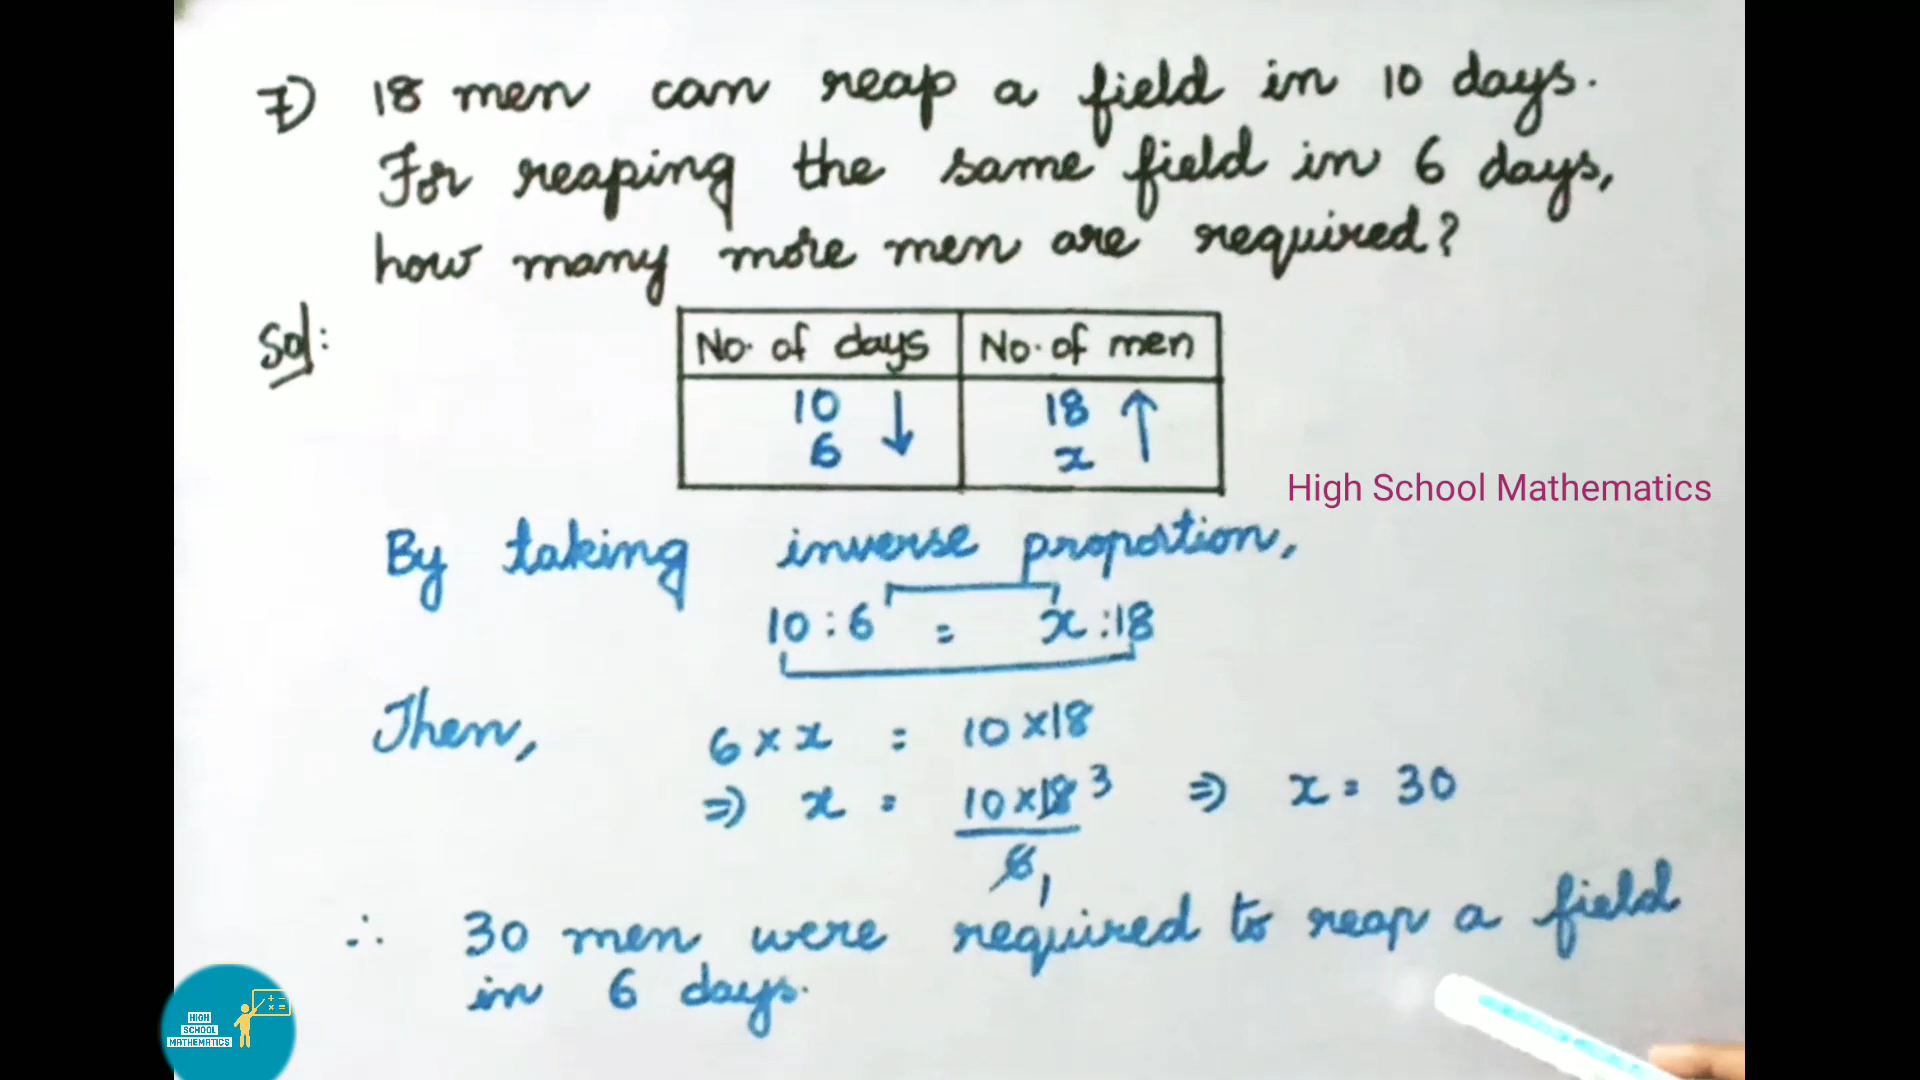 7) 18 men can reap a field in 10 days.
For reaping the same field in 6 days,
how many more men are required?
Sol:
No. of days | No. of men
10 ↓ 18 ↑
6 x
High School Mathematics
By taking inverse proportion,
10 : 6 = x : 18
Then, 6 × x = 10 × 18
⇒ x = 10 × 18 3 ⇒ x = 30
6 1
∴ 30 men were required to reap a field
in 6 days.
HIGH
SCHOOL
MATHEMATICS
+ -
× =